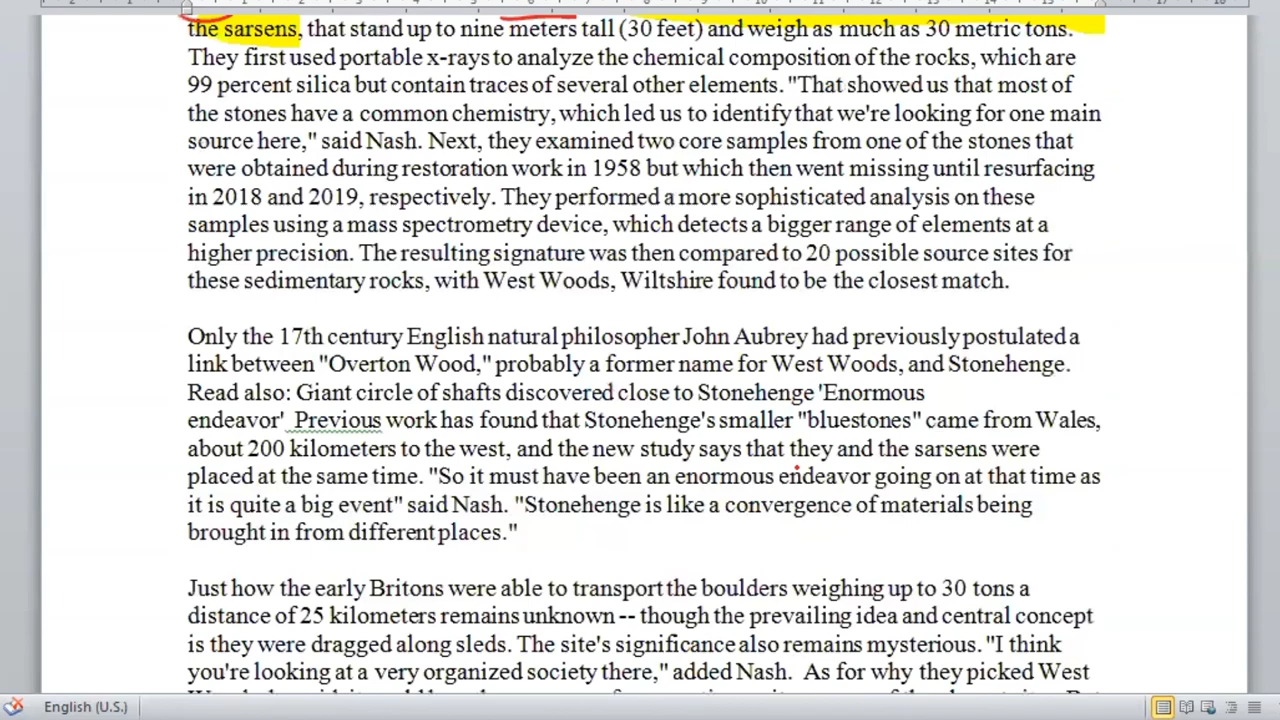 the sarsens, that stand up to nine meters tall (30 feet) and weigh as much as 30 metric tons.
They first used portable x-rays to analyze the chemical composition of the rocks, which are
99 percent silica but contain traces of several other elements. "That showed us that most of
the stones have a common chemistry, which led us to identify that we're looking for one main
source here," said Nash. Next, they examined two core samples from one of the stones that
were obtained during restoration work in 1958 but which then went missing until resurfacing
in 2018 and 2019, respectively. They performed a more sophisticated analysis on these
samples using a mass spectrometry device, which detects a bigger range of elements at a
higher precision. The resulting signature was then compared to 20 possible source sites for
these sedimentary rocks, with West Woods, Wiltshire found to be the closest match.
Only the 17th century English natural philosopher John Aubrey had previously postulated a
link between "Overton Wood," probably a former name for West Woods, and Stonehenge.
Read also: Giant circle of shafts discovered close to Stonehenge 'Enormous
endeavor' Previous work has found that Stonehenge's smaller "bluestones" came from Wales,
about 200 kilometers to the west, and the new study says that they and the sarsens were
placed at the same time. "So it must have been an enormous endeavor going on at that time as
it is quite a big event" said Nash. "Stonehenge is like a convergence of materials being
brought in from different places."
Just how the early Britons were able to transport the boulders weighing up to 30 tons a
distance of 25 kilometers remains unknown -- though the prevailing idea and central concept
is they were dragged along sleds. The site's significance also remains mysterious. "I think
you're looking at a very organized society there," added Nash. As for why they picked West
English (U.S.)